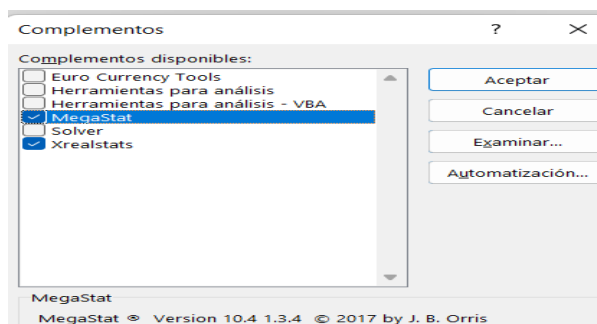 Complementos ? ×
Complementos disponibles:
Euro Currency Tools
Herramientas para análisis
Herramientas para análisis - VBA
MegaStat
Solver
Xrealstats
Aceptar
Cancelar
Examinar...
Automatización...
MegaStat
MegaStat ® Version 10.4 1.3.4 © 2017 by J. B. Orris